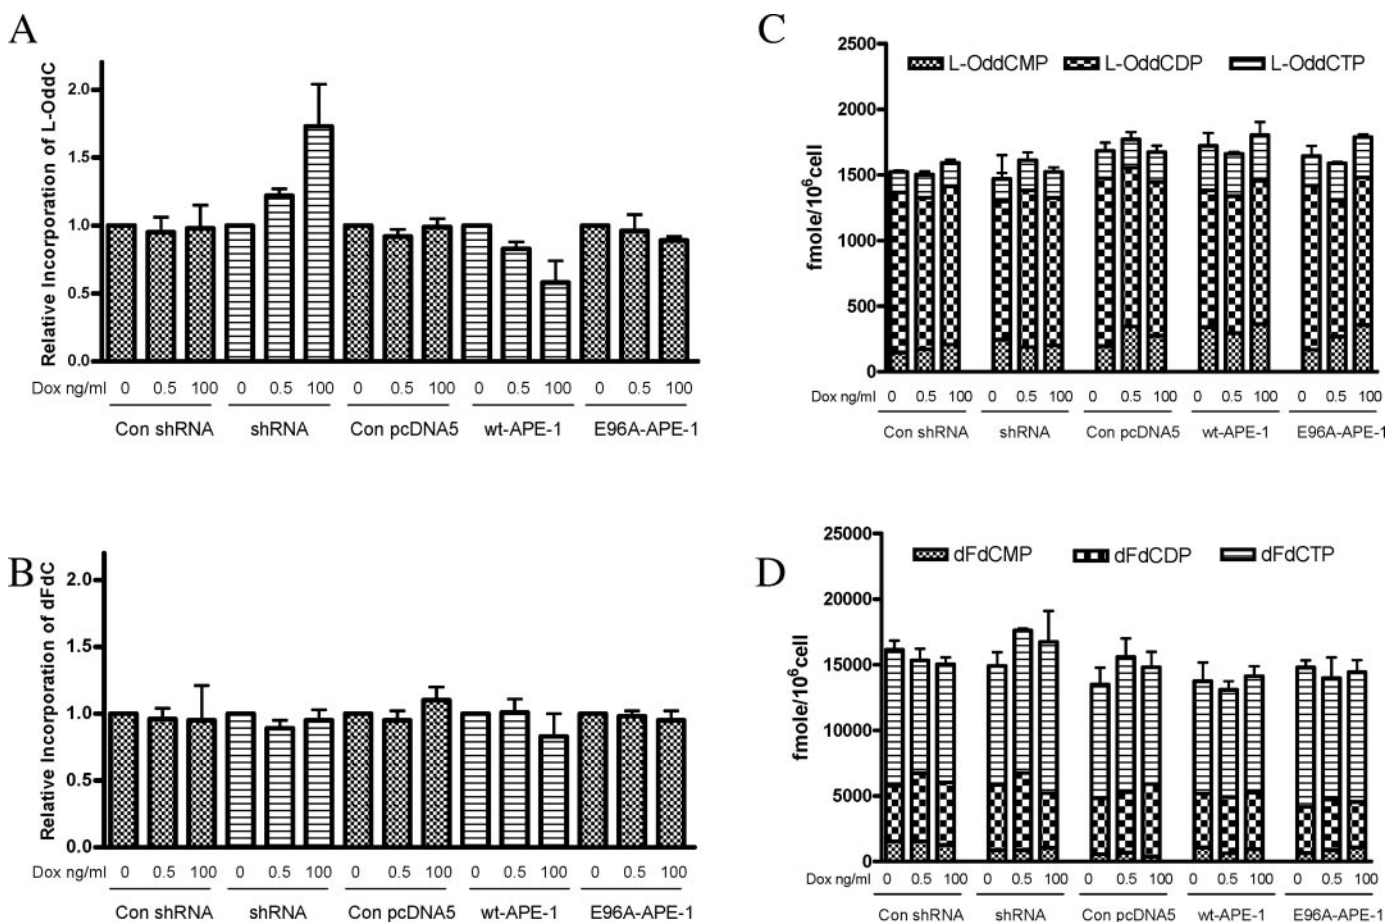 A
Relative Incorporation of L-OddC
2.0
1.5
1.0
0.5
0.0
Dox ng/ml 0 0.5 100 0 0.5 100 0 0.5 100 0 0.5 100 0 0.5 100
Con shRNA shRNA Con pcDNA5 wt-APE-1 E96A-APE-1
C
fmole/10⁶cell
2500
L-OddCMP L-OddCDP L-OddCTP
2000
1500
1000
500
0
Dox ng/ml 0 0.5 100 0 0.5 100 0 0.5 100 0 0.5 100 0 0.5 100
Con shRNA shRNA Con pcDNA5 wt-APE-1 E96A-APE-1
B
Relative Incorporation of dFdC
2.0
1.5
1.0
0.5
0.0
Dox ng/ml 0 0.5 100 0 0.5 100 0 0.5 100 0 0.5 100 0 0.5 100
Con shRNA shRNA Con pcDNA5 wt-APE-1 E96A-APE-1
D
fmole/10⁶cell
25000
dFdCMP dFdCDP dFdCTP
20000
15000
10000
5000
0
Dox ng/ml 0 0.5 100 0 0.5 100 0 0.5 100 0 0.5 100 0 0.5 100
Con shRNA shRNA Con pcDNA5 wt-APE-1 E96A-APE-1